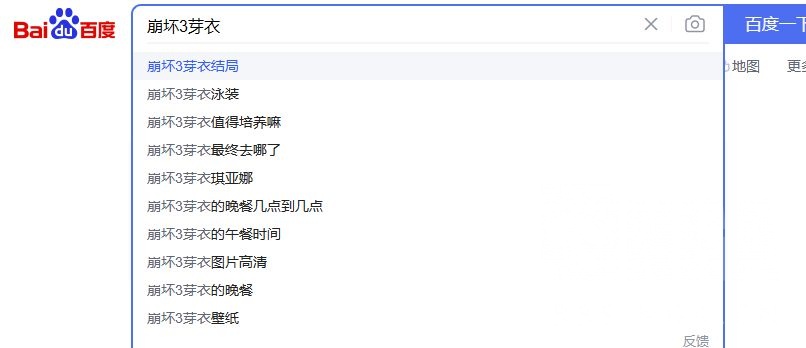 Bai du 百度
崩坏3芽衣
百度一下
地图 更多
崩坏3芽衣结局
崩坏3芽衣泳装
崩坏3芽衣值得培养嘛
崩坏3芽衣最终去哪了
崩坏3芽衣琪亚娜
崩坏3芽衣的晚餐几点到几点
崩坏3芽衣的午餐时间
崩坏3芽衣图片高清
崩坏3芽衣的晚餐
崩坏3芽衣壁纸
反馈